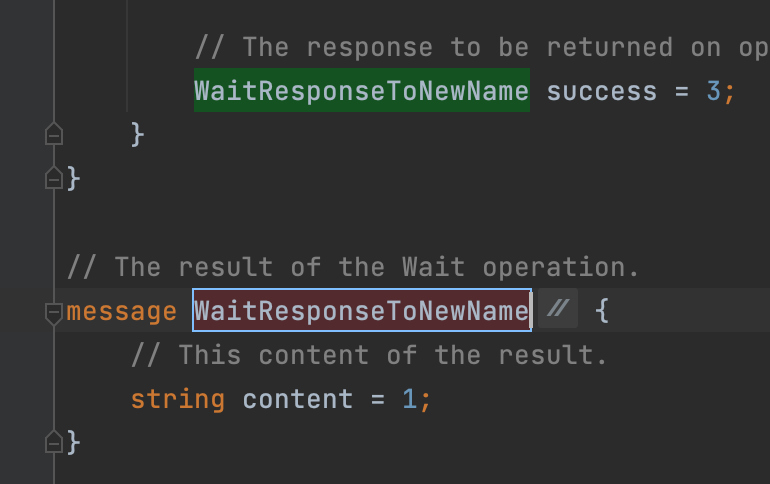 // The response to be returned on op
WaitResponseToNewName success = 3;
}
}
// The result of the Wait operation.
message WaitResponseToNewName // {
// This content of the result.
string content = 1;
}